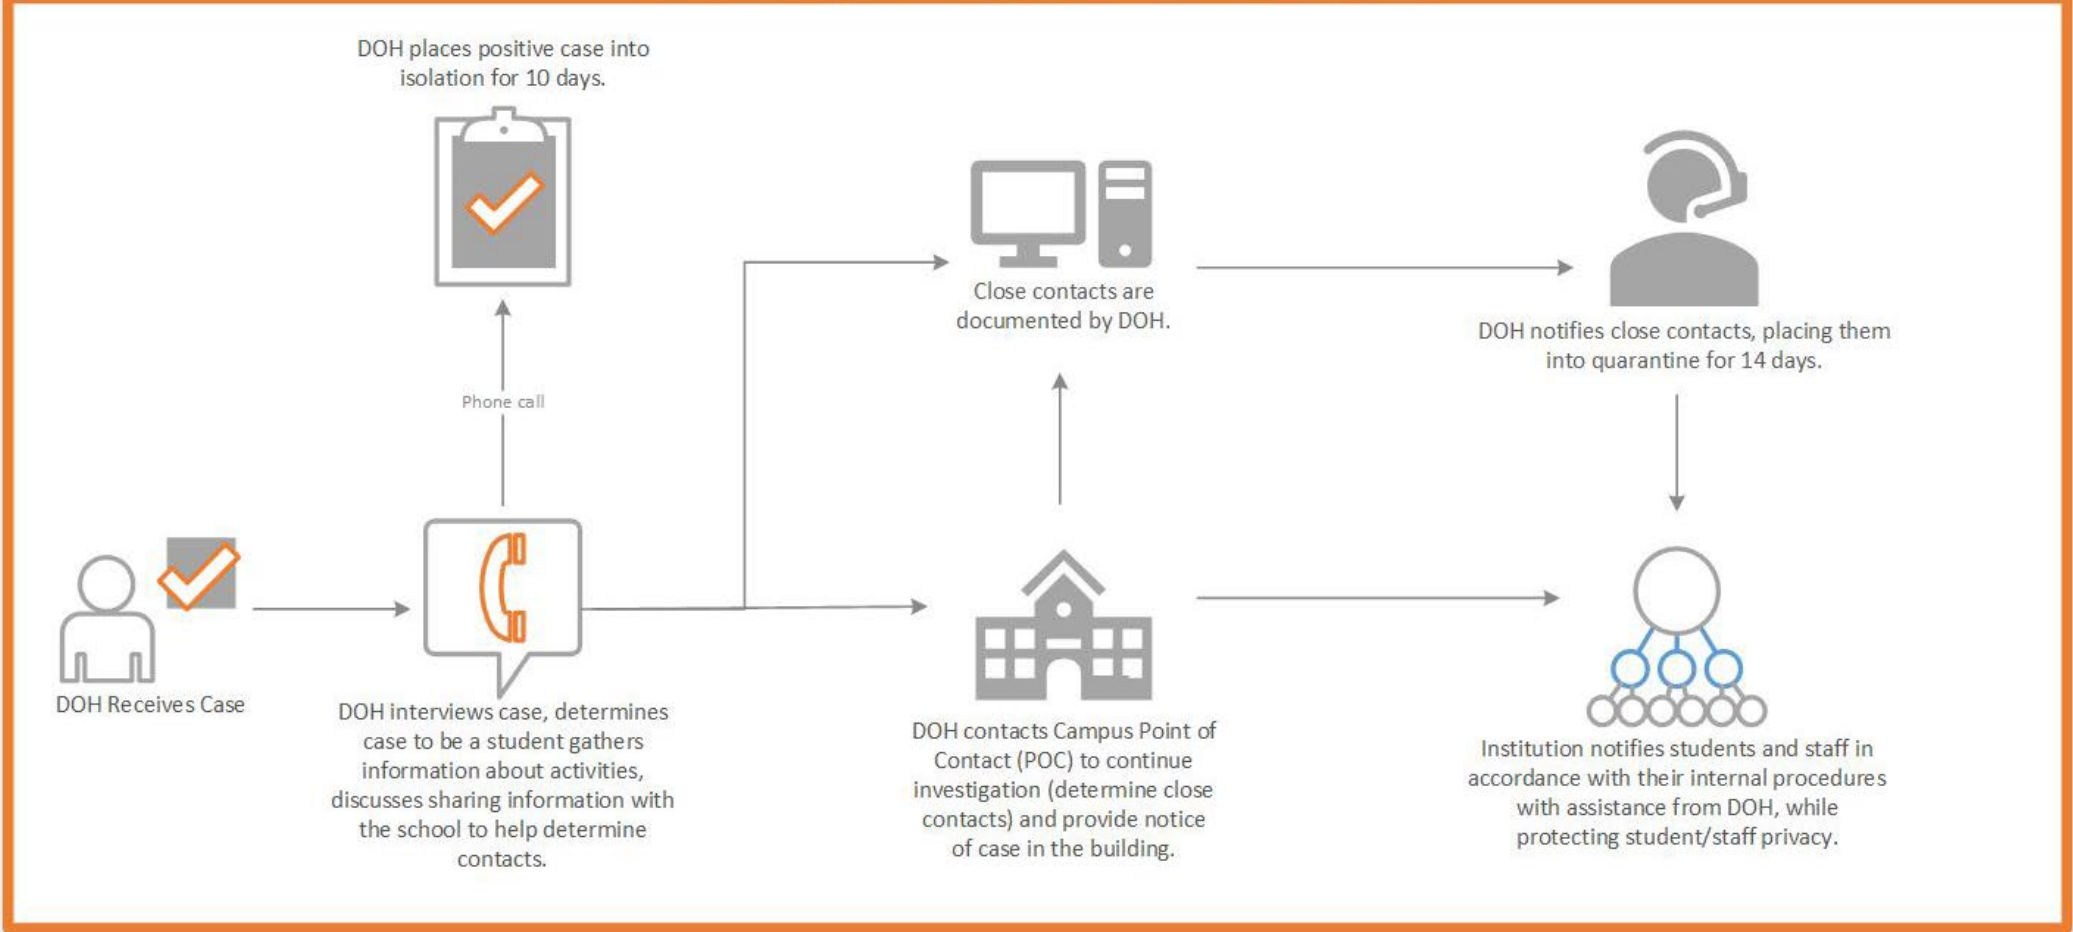 DOH places positive case into
isolation for 10 days.
Phone call
DOH Receives Case
DOH interviews case, determines
case to be a student gathers
information about activities,
discusses sharing information with
the school to help determine
contacts.
Close contacts are
documented by DOH.
DOH contacts Campus Point of
Contact (POC) to continue
investigation (determine close
contacts) and provide notice
of case in the building.
DOH notifies close contacts, placing them
into quarantine for 14 days.
Institution notifies students and staff in
accordance with their internal procedures
with assistance from DOH, while
protecting student/staff privacy.